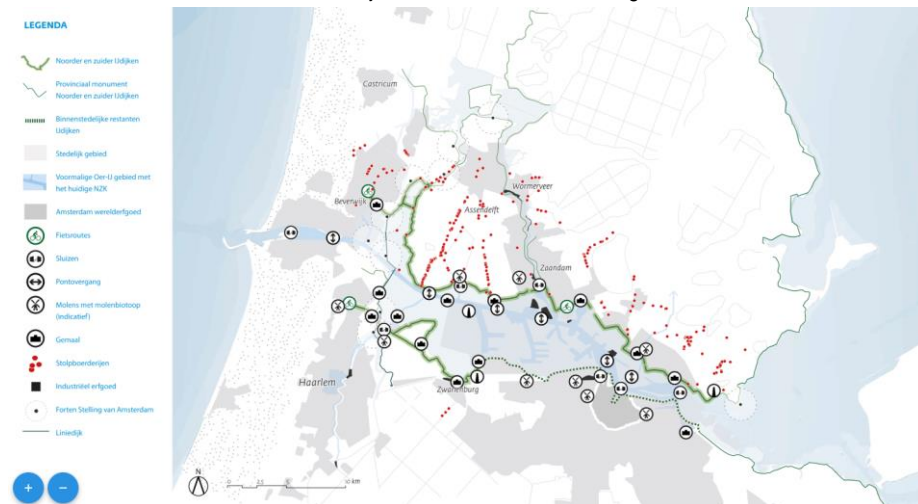 LEGENDA
Noorder en zuider IJdijken
Provinciaal monument
Noorder en zuider IJdijken
Binnenstedelijke restanten
IJdijken
Stedelijk gebied
Voormalige Oer-IJ gebied met
het huidige NZK
Amsterdam werelderfgoed
Fietsroutes
Sluizen
Pontovergang
Molens met molenbiotoop
(indicatief)
Gemaal
Stolpboerderijen
Industrieel erfgoed
Forten Stelling van Amsterdam
Liniedijk
+ −
Castricum
Wormerveer
Beverwijk
Assendelft
Zaandam
Haarlem
Zwanenburg
N
km